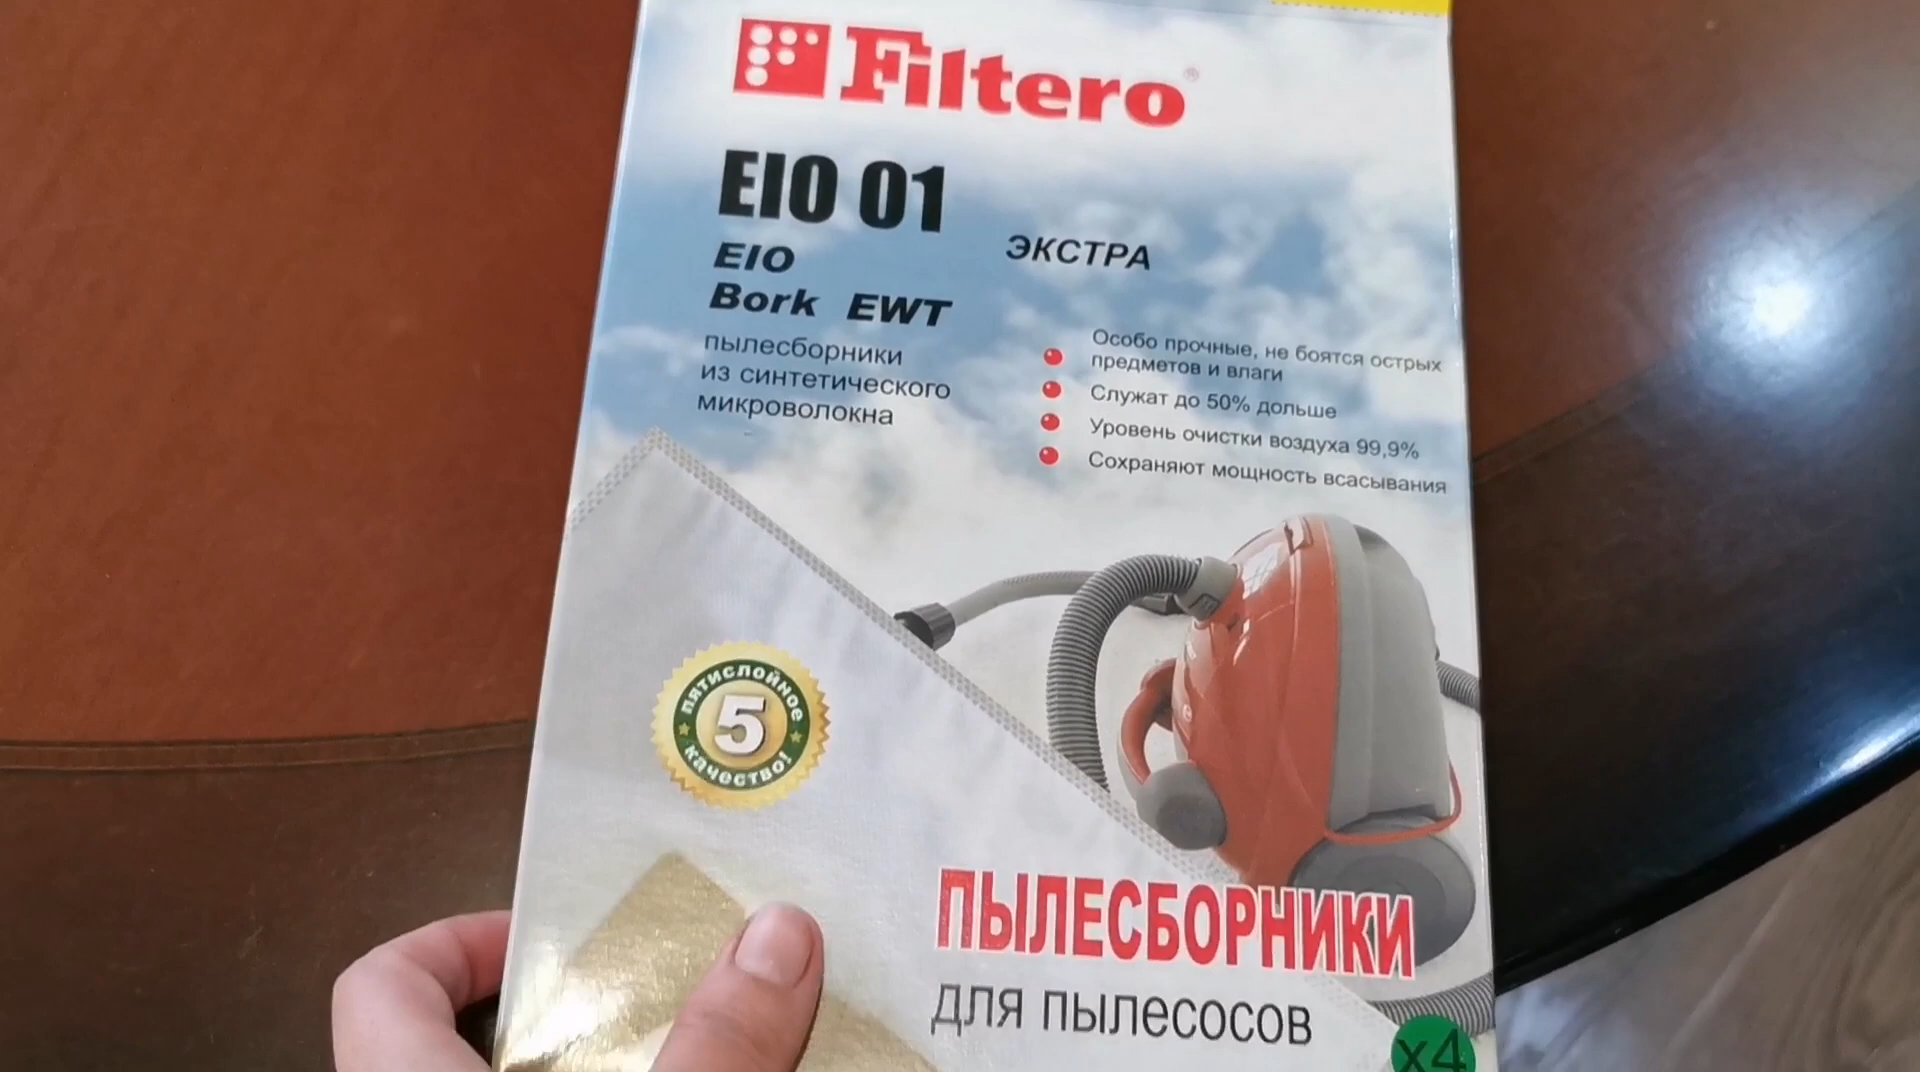 Filtero®
EIO 01
ЭКСТРА
EIO
Bork EWT
пылесборники
из синтетического
микроволокна
Особо прочные, не боятся острых
предметов и влаги
Служат до 50% дольше
Уровень очистки воздуха 99,9%
Сохраняют мощность всасывания
ПЯТИСЛОЙНОЕ
5
качество!
ПЫЛЕСБОРНИКИ
для пылесосов
x4